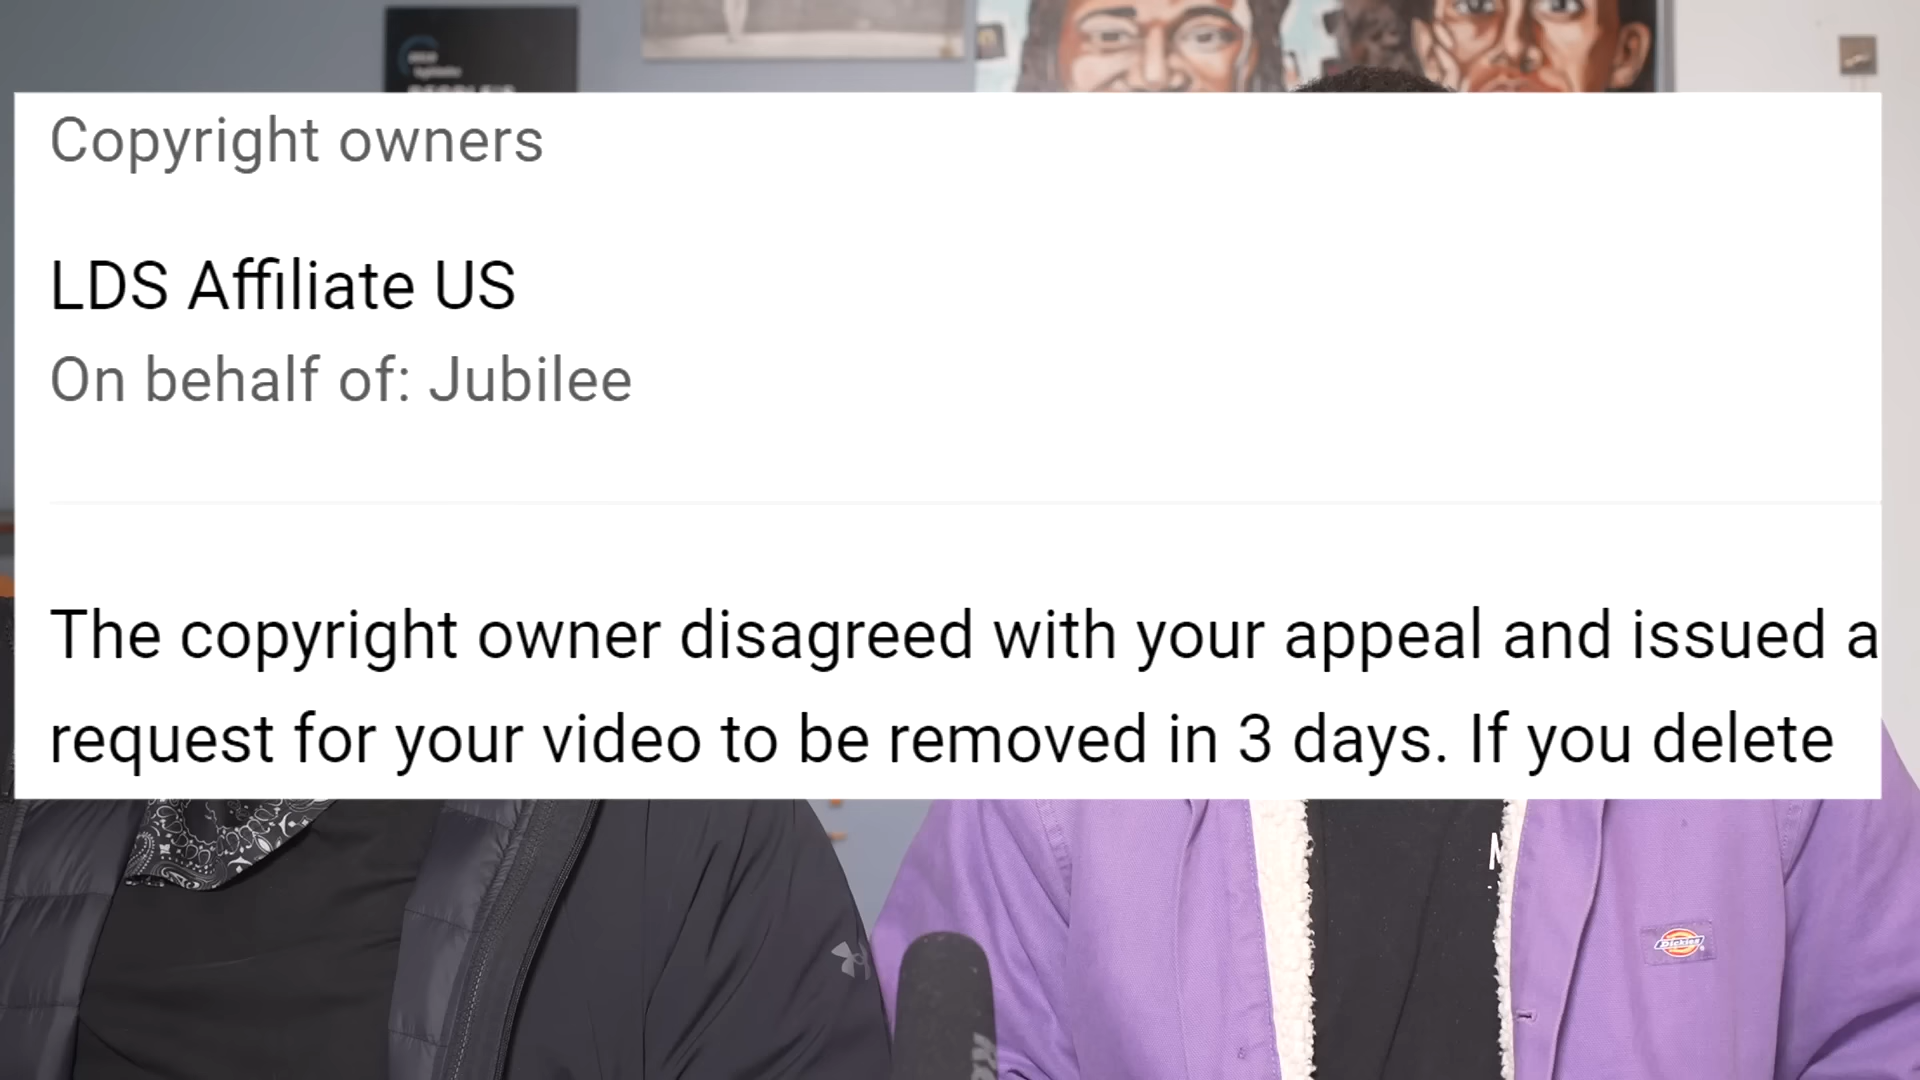 Copyright owners
LDS Affiliate US
On behalf of: Jubilee
The copyright owner disagreed with your appeal and issued a
request for your video to be removed in 3 days. If you delete
Dickies